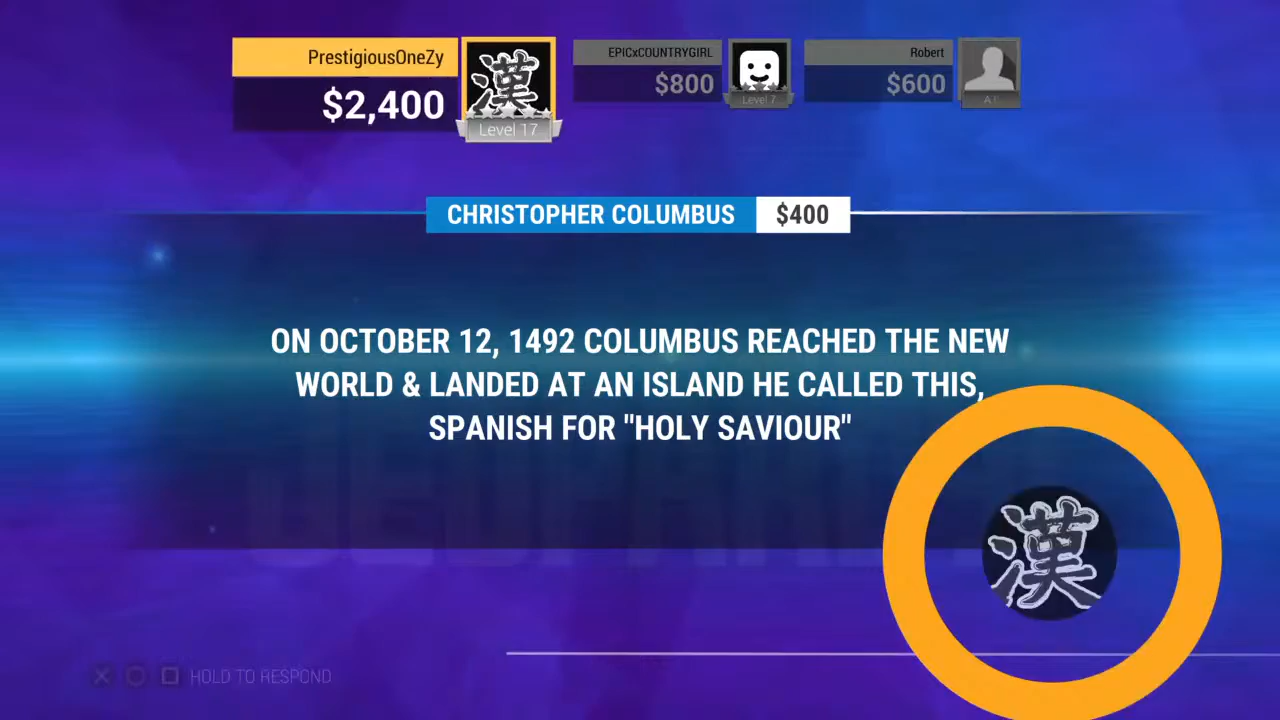 PrestigiousOneZy
$2,400
漢
Level 17
EPICxCOUNTRYGIRL
$800
Level 7
Robert
$600
CHRISTOPHER COLUMBUS
$400
ON OCTOBER 12, 1492 COLUMBUS REACHED THE NEW
WORLD & LANDED AT AN ISLAND HE CALLED THIS,
SPANISH FOR "HOLY SAVIOUR"
JEOPARDY!
漢
HOLD TO RESPOND